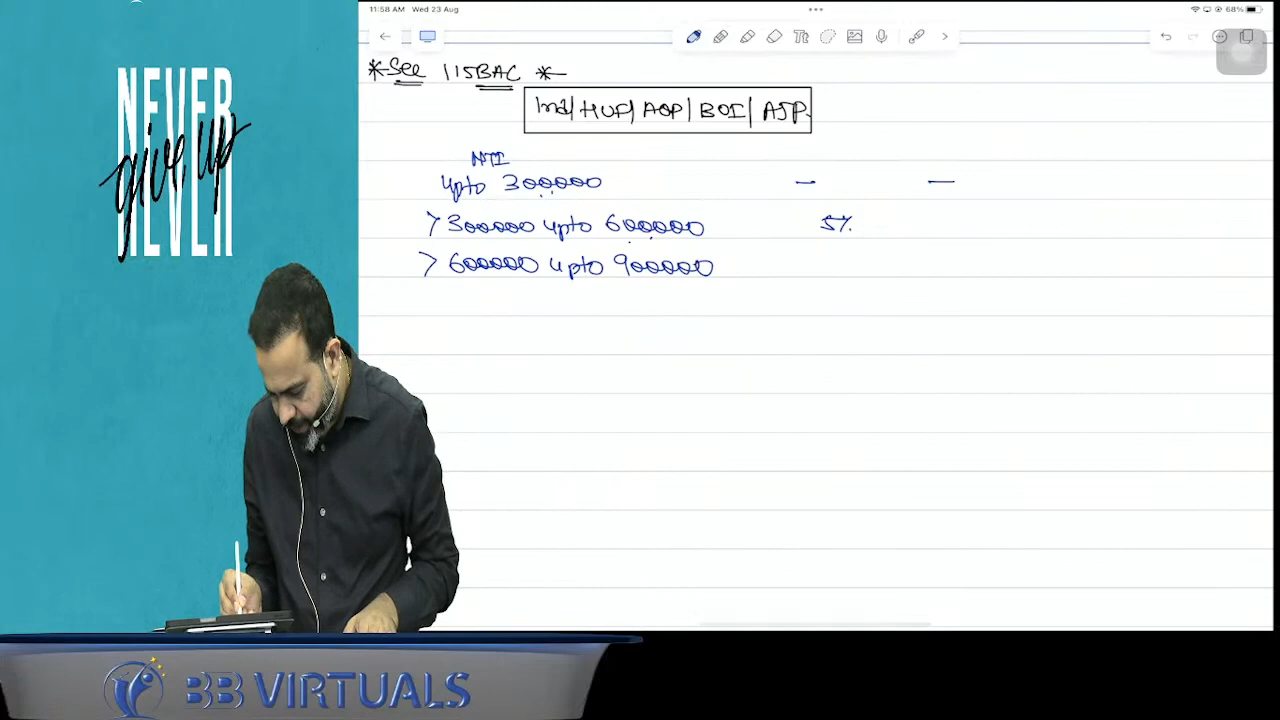 11:58 AM Wed 23 Aug
68%
*Sec 115BAC *
Ind/HUF/AOP/BOI/AJP.
NTI
upto 300000 — —
>300000 upto 600000 5%
>600000 upto 900000
NEVER
give up
NEVER
BB VIRTUALS